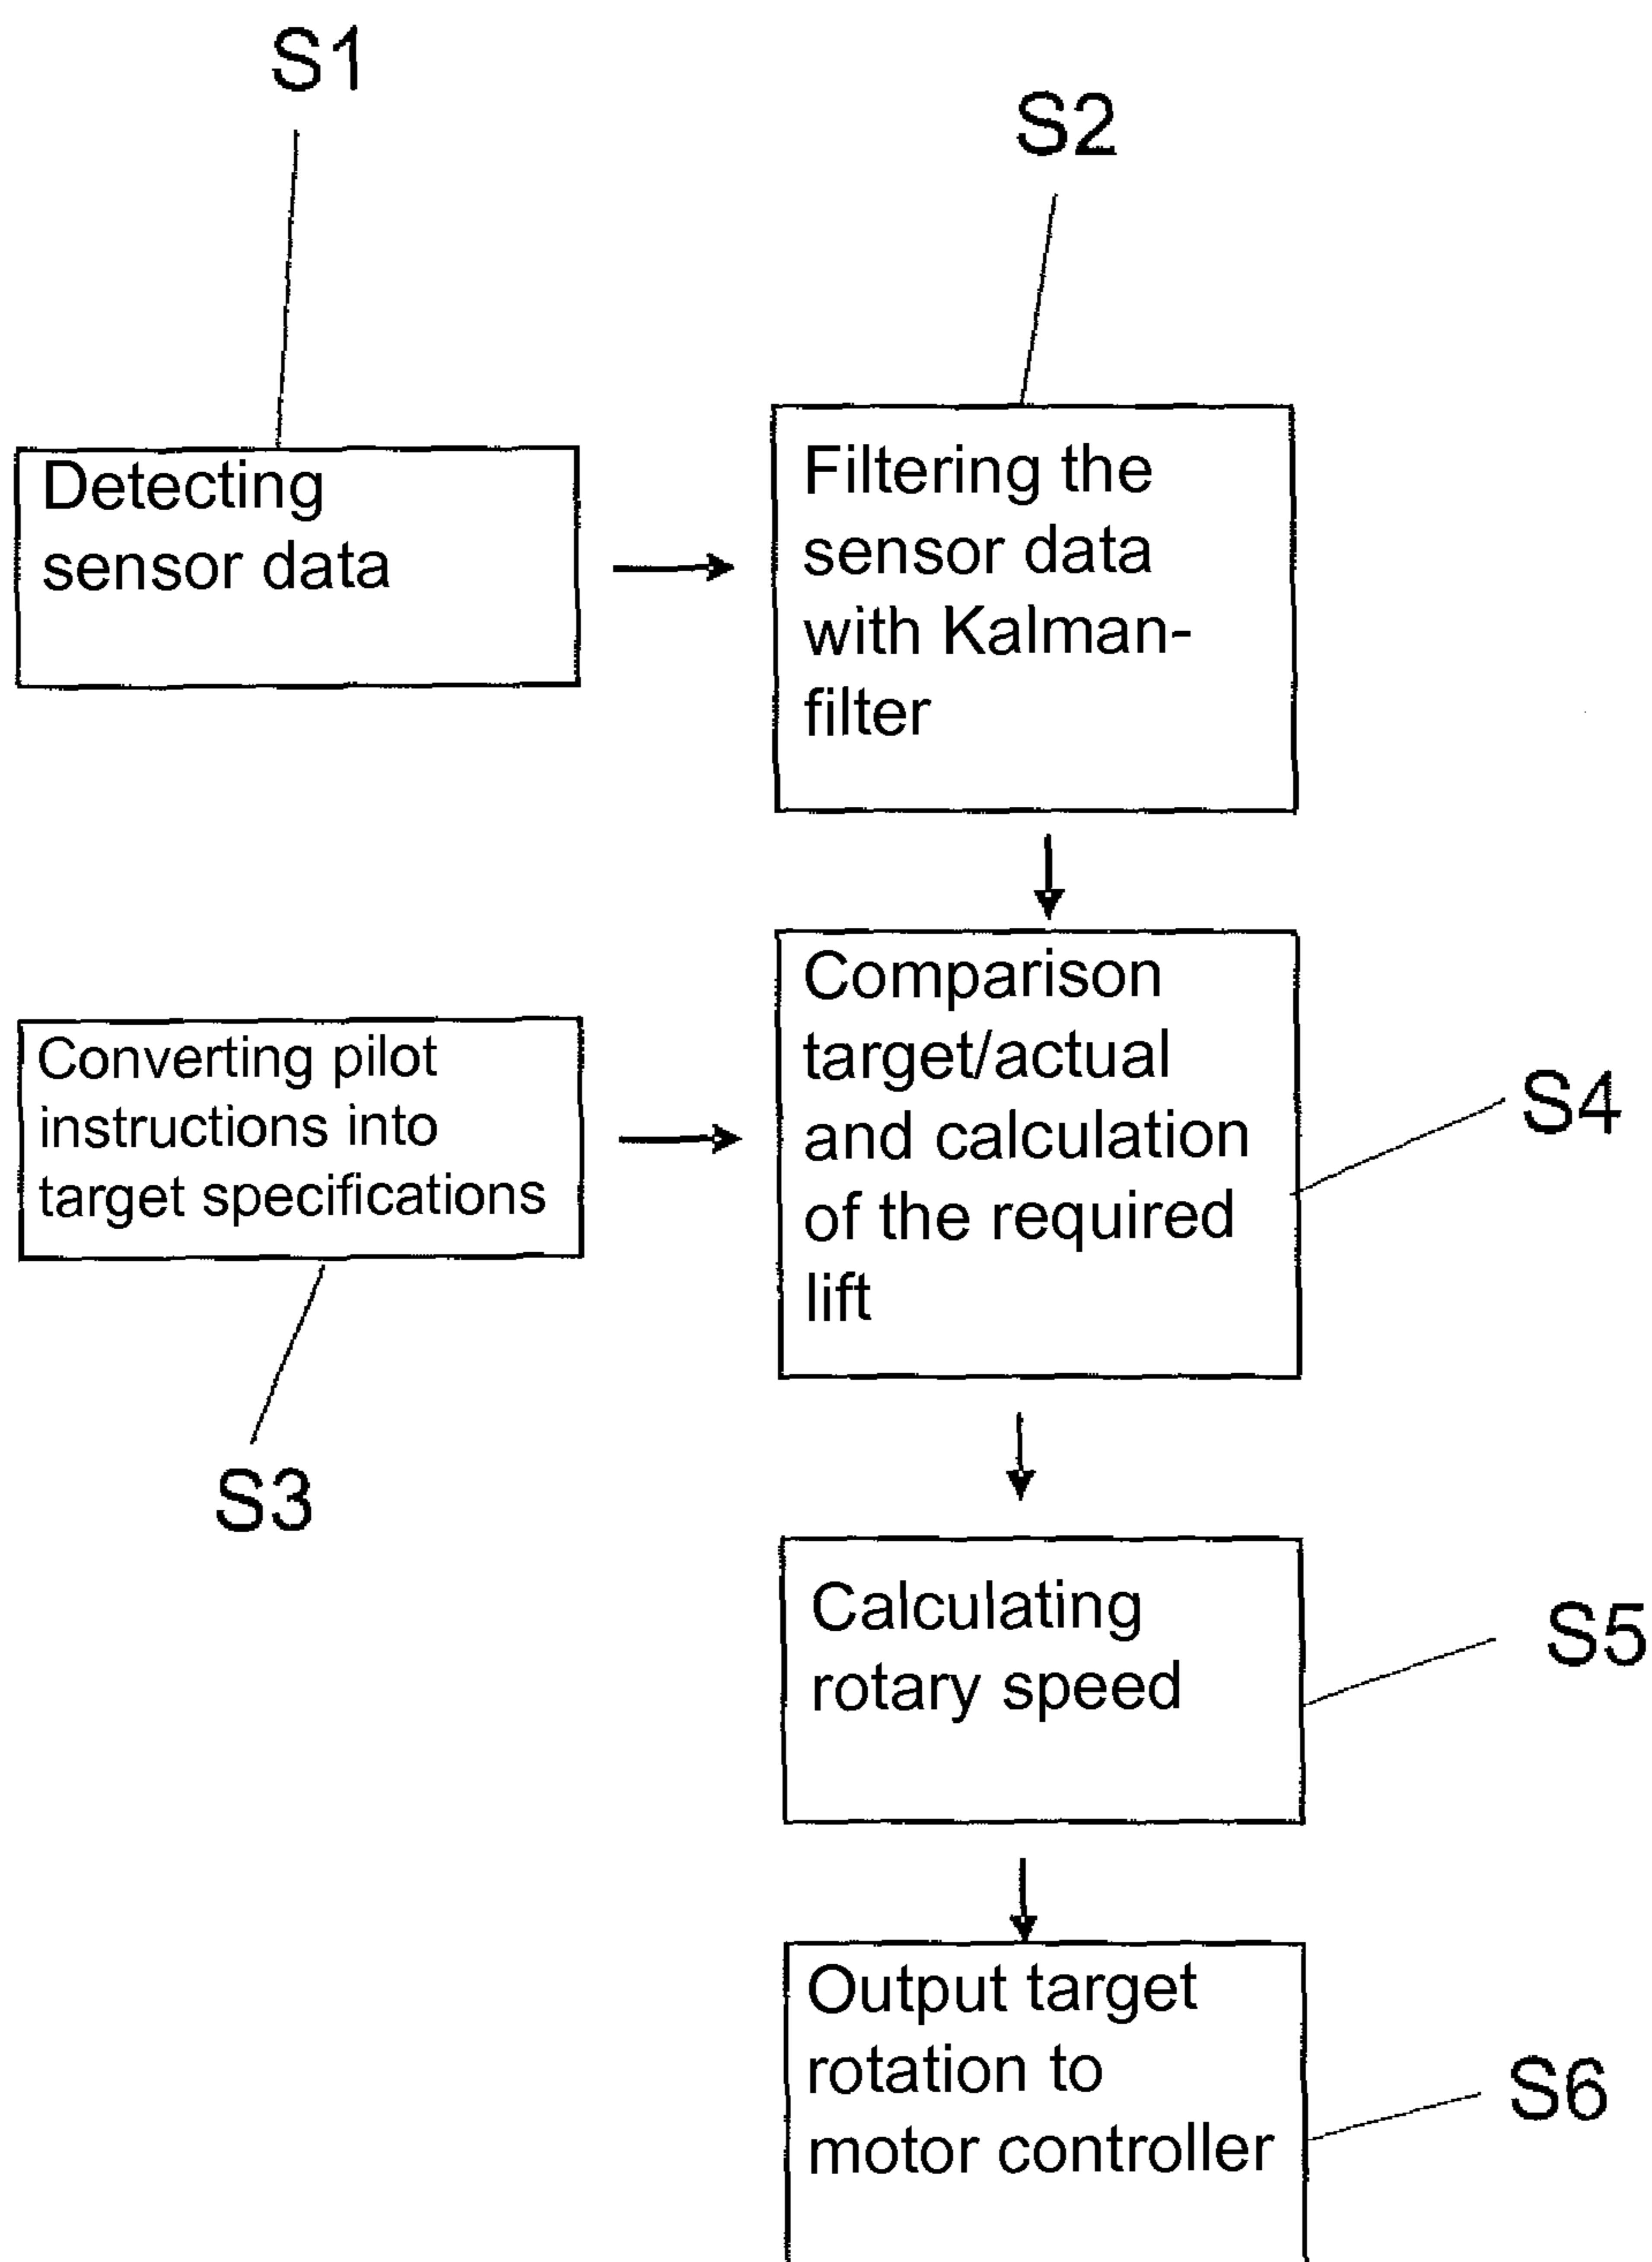 S1
S2
Detecting
sensor data
Filtering the
sensor data
with Kalman-
filter
Converting pilot
instructions into
target specifications
S3
Comparison
target/actual
and calculation
of the required
lift
S4
Calculating
rotary speed
S5
Output target
rotation to
motor controller
S6